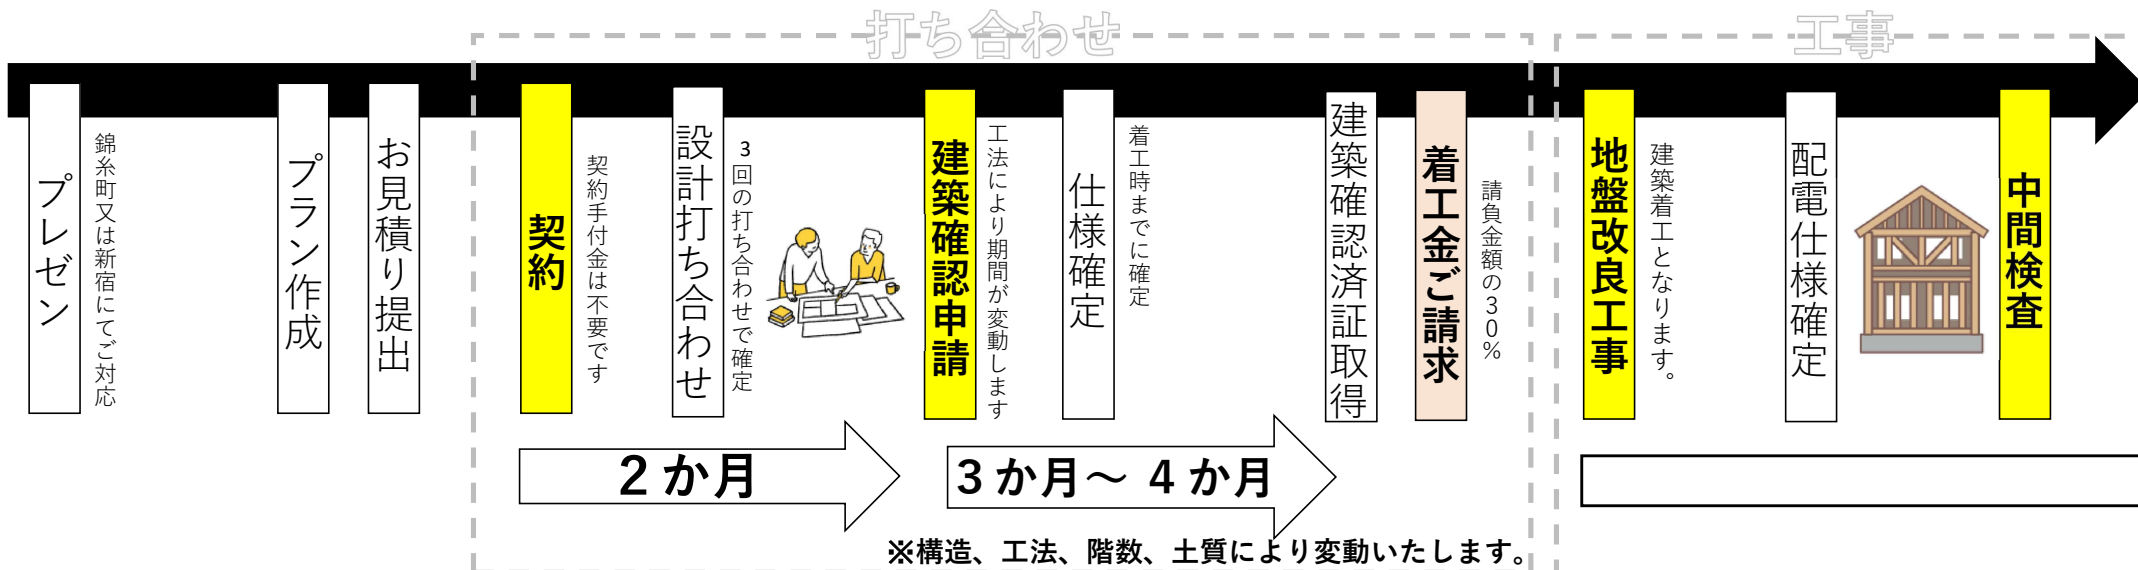 打ち合わせ
工事
プレゼン
錦糸町又は新宿にてご対応
プラン作成
お見積り提出
契約
契約手付金は不要です
設計打ち合わせ
3回の打ち合わせで確定
建築確認申請
工法により期間が変動します
仕様確定
着工時までに確定
建築確認済証取得
着工金ご請求
請負金額の30%
地盤改良工事
建築着工となります。
配電仕様確定
中間検査
2か月
3か月～4か月
※構造、工法、階数、土質により変動いたします。